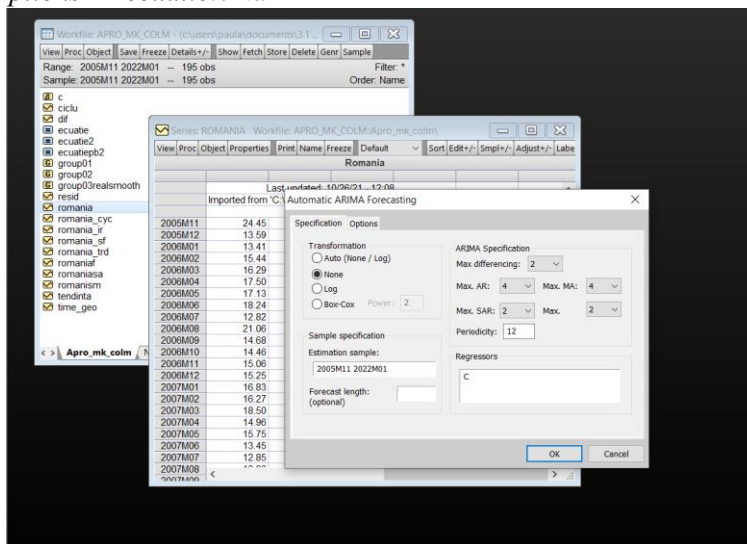 Workfile: APRO_MK_COLM - (c:\users\paula\documents\3.1 ...
View Proc Object Save Freeze Details+/- Show Fetch Store Delete Genr Sample
Range: 2005M11 2022M01 -- 195 obs Filter: *
Sample: 2005M11 2022M01 -- 195 obs Order: Name
c
ciclu
dif
ecuatie
ecuatie2
ecuatiepb2
group01
group02
group03realsmooth
resid
romania
romania_cyc
romania_ir
romania_sf
romania_trd
romaniaf
romaniasa
romanism
tendinta
time_geo
Apro_mk_colm
Series: ROMANIA Workfile: APRO_MK_COLM::Apro_mk_colm\
View Proc Object Properties Print Name Freeze Default Sort Edit+/- Smpl+/- Adjust+/- Labe
Romania
Last updated: 10/26/21 - 12:08
Imported from 'C:\
2005M11 24.45
2005M12 13.59
2006M01 13.41
2006M02 15.44
2006M03 16.29
2006M04 17.50
2006M05 17.13
2006M06 18.24
2006M07 12.82
2006M08 21.06
2006M09 14.68
2006M10 14.46
2006M11 15.06
2006M12 15.25
2007M01 16.83
2007M02 16.27
2007M03 18.50
2007M04 14.96
2007M05 15.75
2007M06 13.45
2007M07 12.85
2007M08
2007M09
Automatic ARIMA Forecasting
Specification Options
Transformation
Auto (None / Log)
None
Log
Box-Cox Power: 2
Sample specification
Estimation sample:
2005M11 2022M01
Forecast length:
(optional)
ARIMA Specification
Max differencing: 2
Max. AR: 4 Max. MA: 4
Max. SAR: 2 Max. 2
Periodicity: 12
Regressors
C
OK Cancel